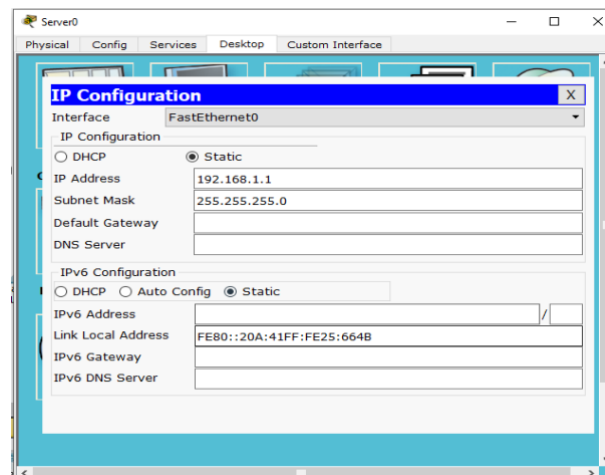 Server0
Physical Config Services Desktop Custom Interface
IP Configuration X
Interface FastEthernet0
IP Configuration
DHCP Static
IP Address 192.168.1.1
Subnet Mask 255.255.255.0
Default Gateway
DNS Server
IPv6 Configuration
DHCP Auto Config Static
IPv6 Address /
Link Local Address FE80::20A:41FF:FE25:664B
IPv6 Gateway
IPv6 DNS Server